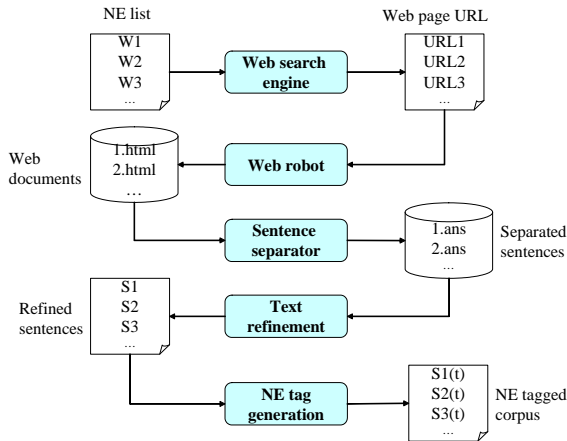 NE list
Web page URL
W1
W2
W3
...
Web search
engine
URL1
URL2
URL3
...
Web
documents
1.html
2.html
...
Web robot
Sentence
separator
1.ans
2.ans
...
Separated
sentences
Refined
sentences
S1
S2
S3
...
Text
refinement
NE tag
generation
S1(t)
S2(t)
S3(t)
...
NE tagged
corpus